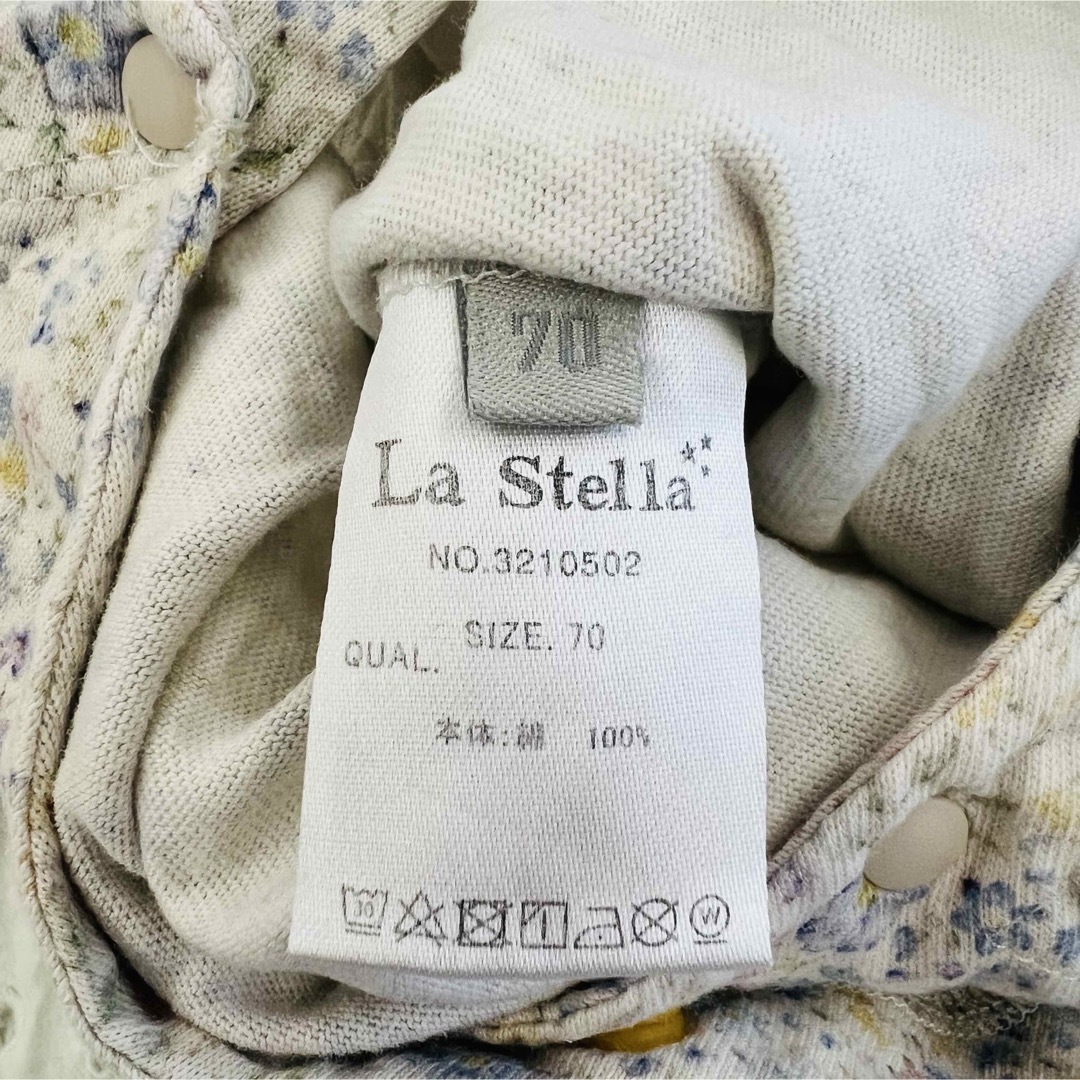 70
La Stella
NO.3210502
SIZE. 70
QUAL.
本体:綿 100%
W